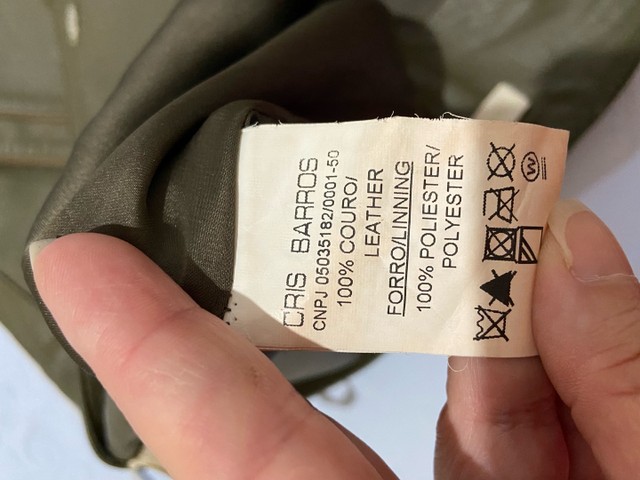 CRIS BARROS
CNPJ 05035182/0001-50
100% COURO/
LEATHER
FORRO/LINNING
100% POLIESTER/
POLYESTER
W